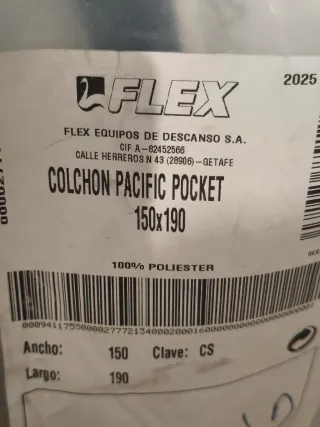 FLEX
2025
FLEX EQUIPOS DE DESCANSO S.A.
CIF A-82452566
CALLE HERREROS N 43 (28906)-GETAFE
COLCHON PACIFIC POCKET
150x190
100% POLIESTER
Ancho: 150 Clave: CS
Largo: 190